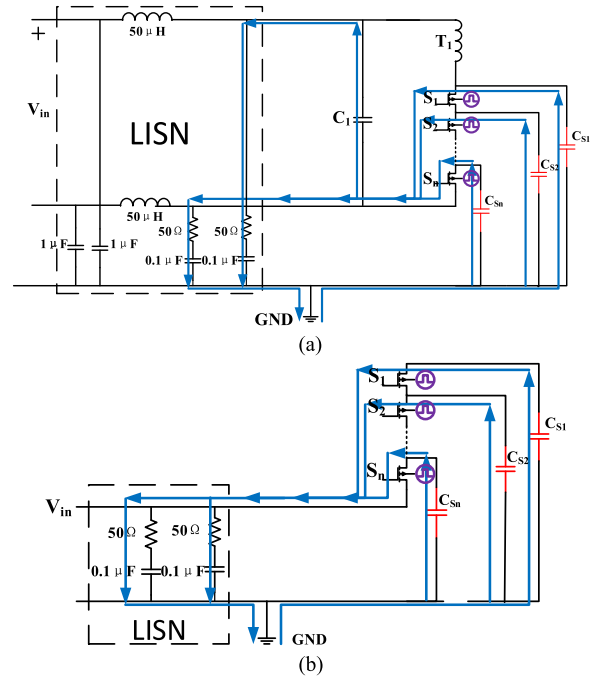 50 μH
T₁
+
S₁
Vin
LISN
C₁
S₂
CS1
CS2
Sn
CSn
50 μH
50Ω
50Ω
1 μF
1 μF
0.1 μF
0.1 μF
GND
(a)
S₁
S₂
CS1
CS2
Sn
Vin
CSn
50Ω
50Ω
0.1 μF
0.1 μF
LISN
GND
(b)